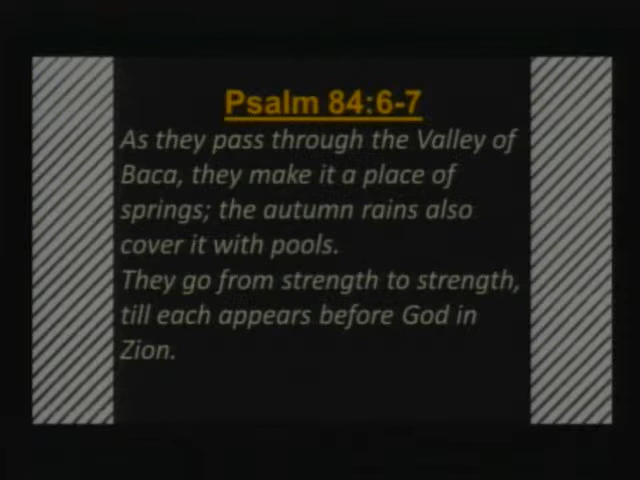 Psalm 84:6-7
As they pass through the Valley of
Baca, they make it a place of
springs; the autumn rains also
cover it with pools.
They go from strength to strength,
till each appears before God in
Zion.